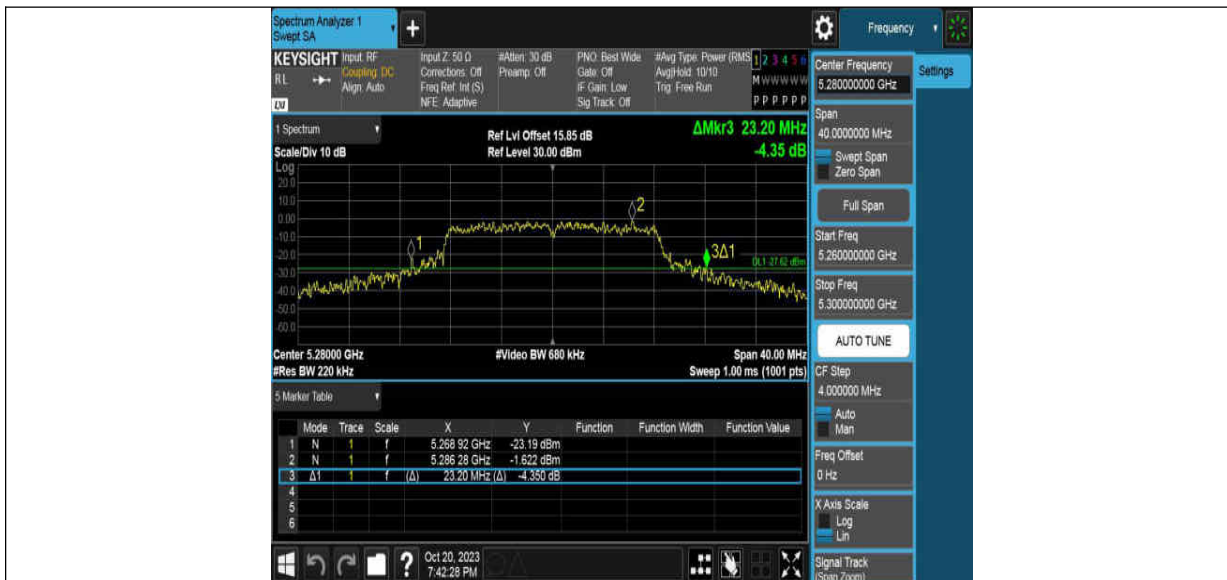 Spectrum Analyzer 1
Swept SA
+
Frequency
KEYSIGHT
RL
LXI
Input: RF
Coupling: DC
Align: Auto
Input Z: 50 Ω
Corrections: Off
Freq Ref: Int (S)
NFE: Adaptive
#Atten: 30 dB
Preamp: Off
PNO: Best Wide
Gate: Off
IF Gain: Low
Sig Track: Off
#Avg Type: Power (RMS
Avg|Hold: 10/10
Trig: Free Run
1 2 3 4 5 6
M W W W W W
P P P P P P
Center Frequency
5.280000000 GHz
Settings
Span
40.0000000 MHz
Swept Span
Zero Span
Full Span
Start Freq
5.260000000 GHz
Stop Freq
5.300000000 GHz
AUTO TUNE
CF Step
4.000000 MHz
Auto
Man
Freq Offset
0 Hz
X Axis Scale
Log
Lin
Signal Track
(Span Zoom)
1 Spectrum
Scale/Div 10 dB
Ref Lvl Offset 15.85 dB
Ref Level 30.00 dBm
ΔMkr3 23.20 MHz
-4.35 dB
Log
20.0
10.0
0.00
-10.0
-20.0
-30.0
-40.0
-50.0
-60.0
1
2
3Δ1
DL1 -27.62 dBm
Center 5.28000 GHz
#Video BW 680 kHz
Span 40.00 MHz
#Res BW 220 kHz
Sweep 1.00 ms (1001 pts)
5 Marker Table
Mode Trace Scale X Y Function Function Width Function Value
1 N 1 f 5.268 92 GHz -23.19 dBm
2 N 1 f 5.286 28 GHz -1.622 dBm
3 Δ1 1 f (Δ) 23.20 MHz (Δ) -4.350 dB
4
5
6
?
Oct 20, 2023
7:42:28 PM